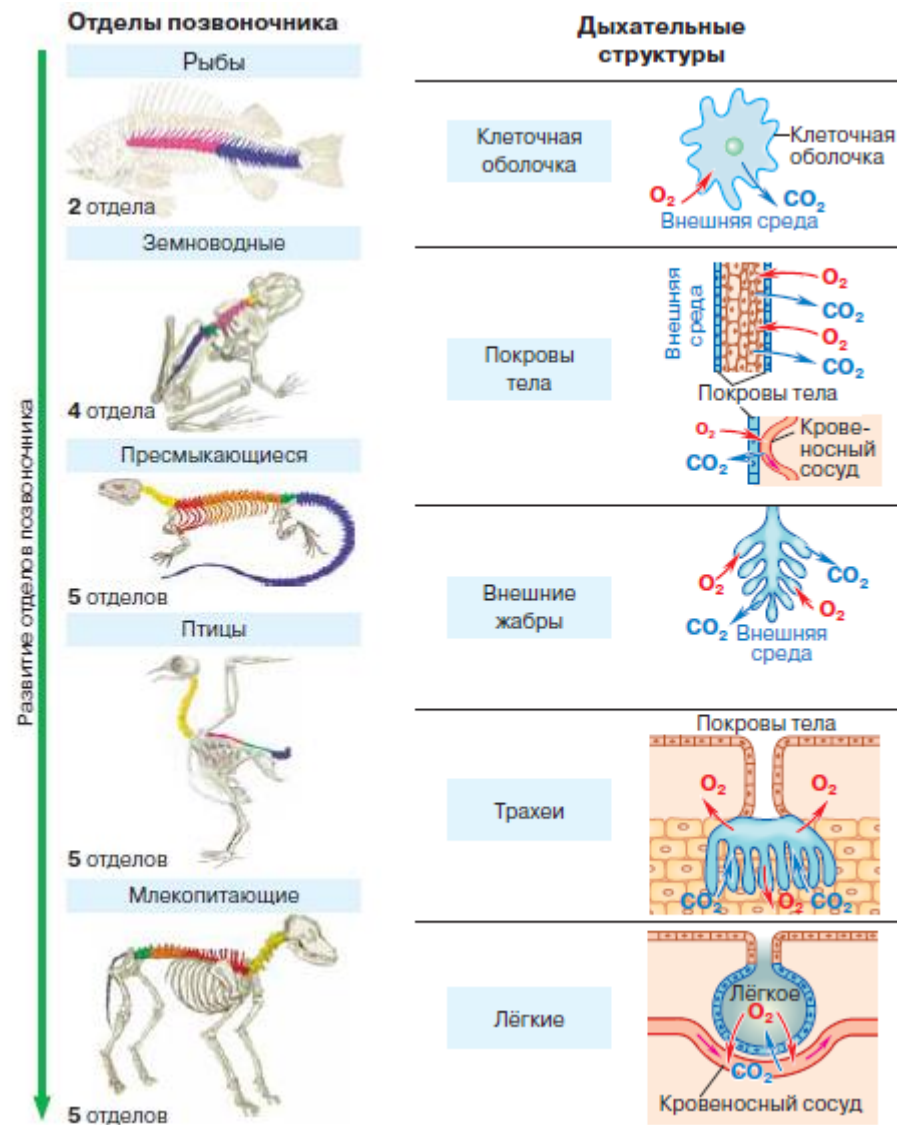 Отделы позвоночника
Рыбы
2 отдела
Земноводные
4 отдела
Пресмыкающиеся
5 отделов
Птицы
5 отделов
Млекопитающие
5 отделов
Развитие отделов позвоночника
Дыхательные
структуры
Клеточная
оболочка
Клеточная
оболочка
O₂
CO₂
Внешняя среда
Покровы
тела
Внешняя
среда
O₂
CO₂
O₂
CO₂
Покровы тела
O₂
CO₂
Крове-
носный
сосуд
Внешние
жабры
O₂
CO₂
CO₂
O₂
Внешняя
среда
Трахеи
Покровы тела
O₂
O₂
CO₂
O₂
CO₂
Лёгкие
Лёгкое
O₂
CO₂
Кровеносный сосуд